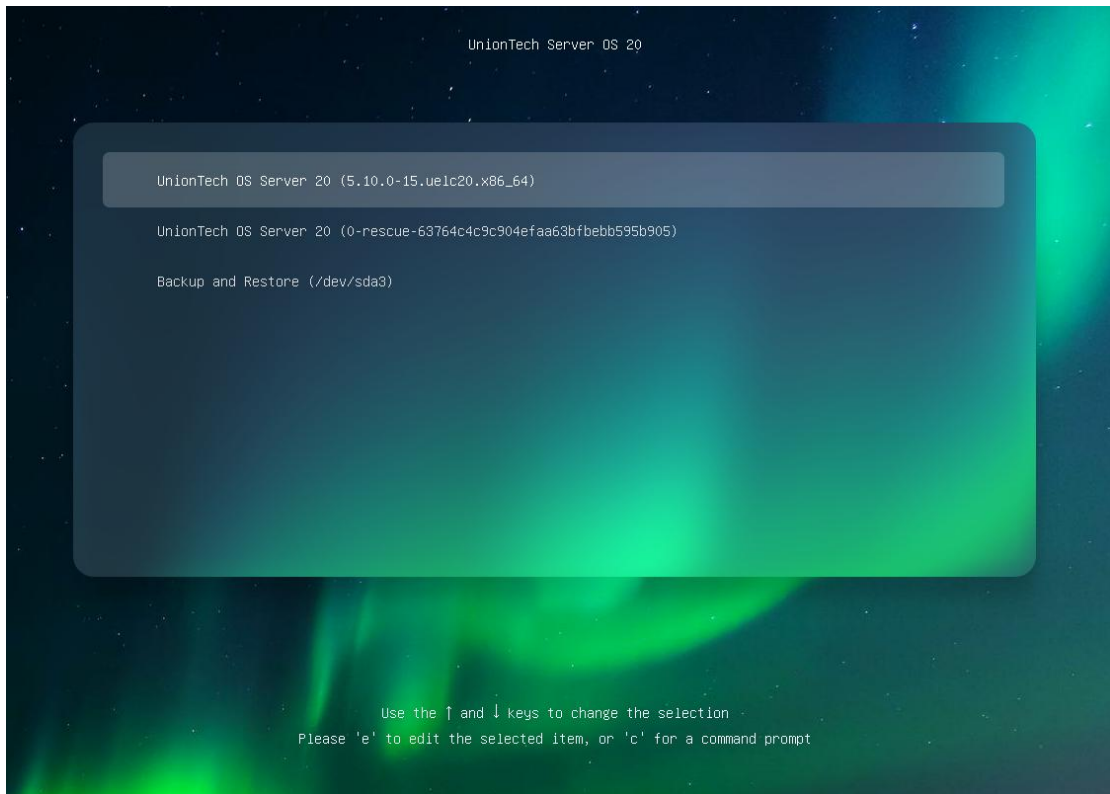 UnionTech Server OS 20
UnionTech OS Server 20 (5.10.0-15.uelc20.x86_64)
UnionTech OS Server 20 (0-rescue-63764c4c9c904efaa63bfbebb595b905)
Backup and Restore (/dev/sda3)
Use the ↑ and ↓ keys to change the selection
Please 'e' to edit the selected item, or 'c' for a command prompt